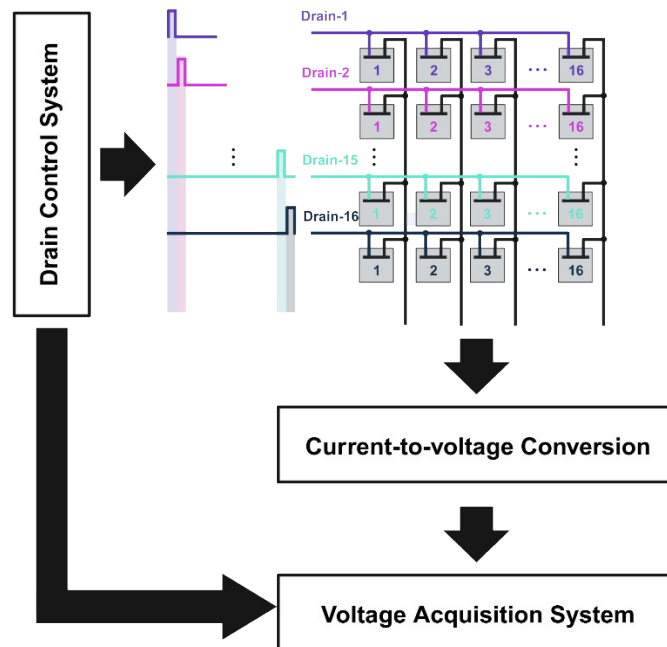 Drain Control System
Drain-1
1 2 3 ... 16
Drain-2
1 2 3 ... 16
Drain-15
1 2 3 ... 16
Drain-16
1 2 3 ... 16
Current-to-voltage Conversion
Voltage Acquisition System